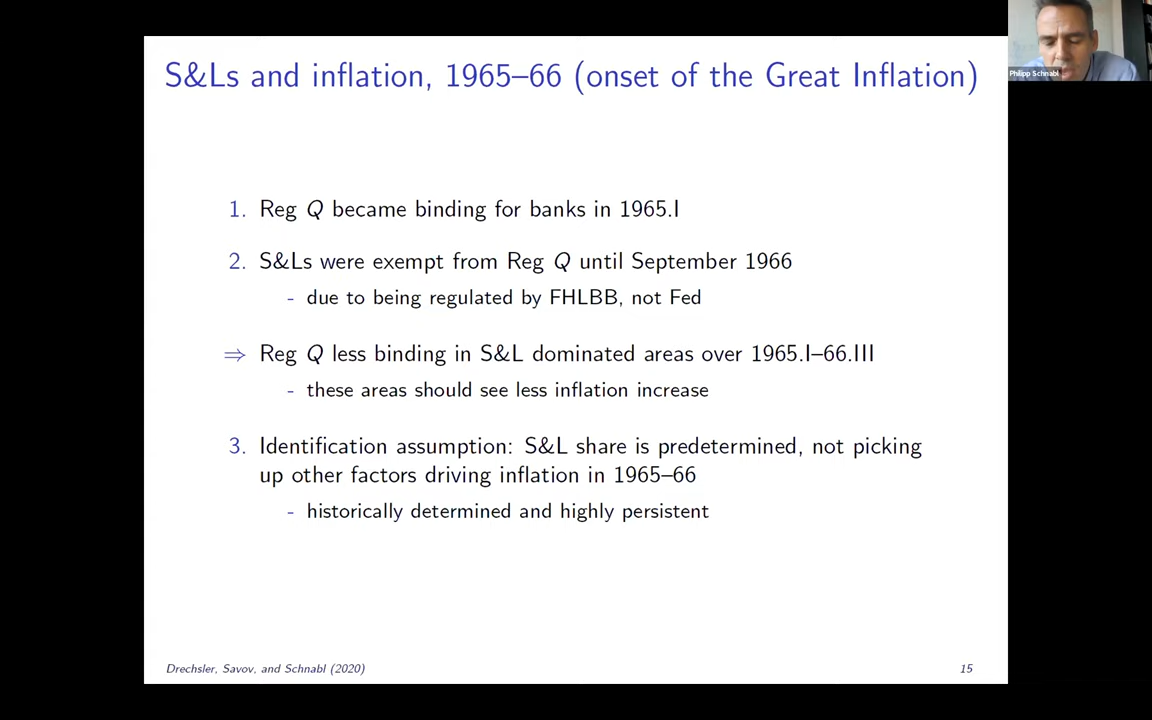 S&Ls and inflation, 1965–66 (onset of the Great Inflation)
Philipp Schnabl
1. Reg Q became binding for banks in 1965.I
2. S&Ls were exempt from Reg Q until September 1966
- due to being regulated by FHLBB, not Fed
⇒ Reg Q less binding in S&L dominated areas over 1965.I–66.III
- these areas should see less inflation increase
3. Identification assumption: S&L share is predetermined, not picking
up other factors driving inflation in 1965–66
- historically determined and highly persistent
Drechsler, Savov, and Schnabl (2020)
15